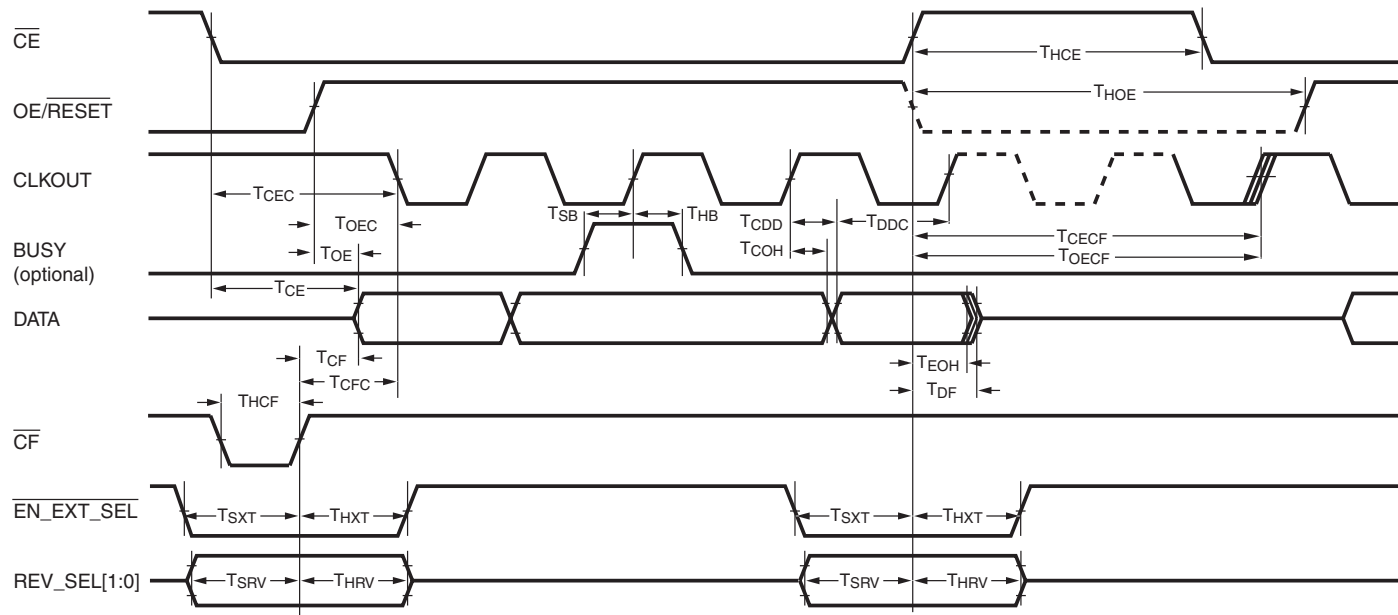 CE
THCE
OE/RESET
THOE
CLKOUT
TCEC
TSB THB
TCDD TDDC
TOEC
TCOH
TCECF
BUSY
(optional)
TOE
TOECF
TCE
DATA
TCF
TEOH
TCFC
TDF
THCF
CF
EN_EXT_SEL
TSXT THXT TSXT THXT
REV_SEL[1:0]
TSRV THRV TSRV THRV